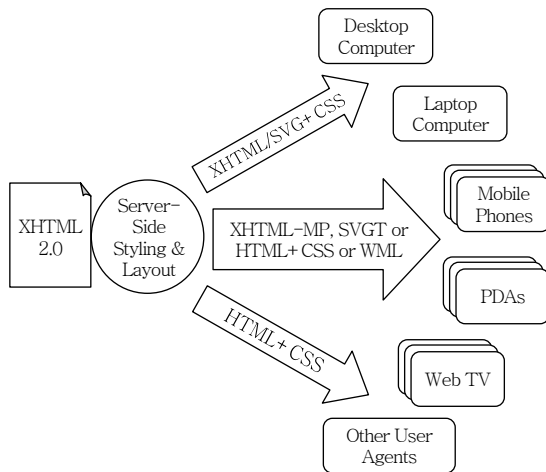 Desktop
Computer
XHTML/SVG+ CSS
Laptop
Computer
XHTML
2.0
Server-
Side
Styling &
Layout
XHTML-MP, SVGT or
HTML+ CSS or WML
Mobile
Phones
PDAs
HTML+ CSS
Web TV
Other User
Agents